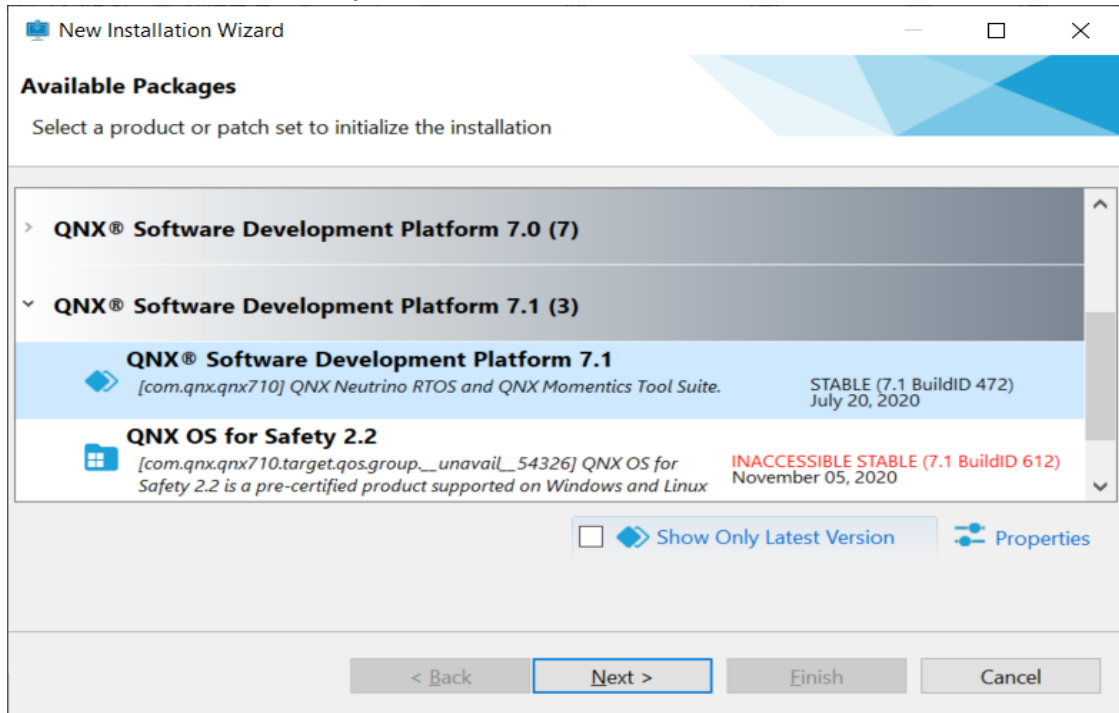 New Installation Wizard
Available Packages
Select a product or patch set to initialize the installation
QNX® Software Development Platform 7.0 (7)
QNX® Software Development Platform 7.1 (3)
QNX® Software Development Platform 7.1
[com.qnx.qnx710] QNX Neutrino RTOS and QNX Momentics Tool Suite.
STABLE (7.1 BuildID 472)
July 20, 2020
QNX OS for Safety 2.2
[com.qnx.qnx710.target.qos.group.__unavail__54326] QNX OS for
Safety 2.2 is a pre-certified product supported on Windows and Linux
INACCESSIBLE STABLE (7.1 BuildID 612)
November 05, 2020
Show Only Latest Version
Properties
< Back
Next >
Finish
Cancel